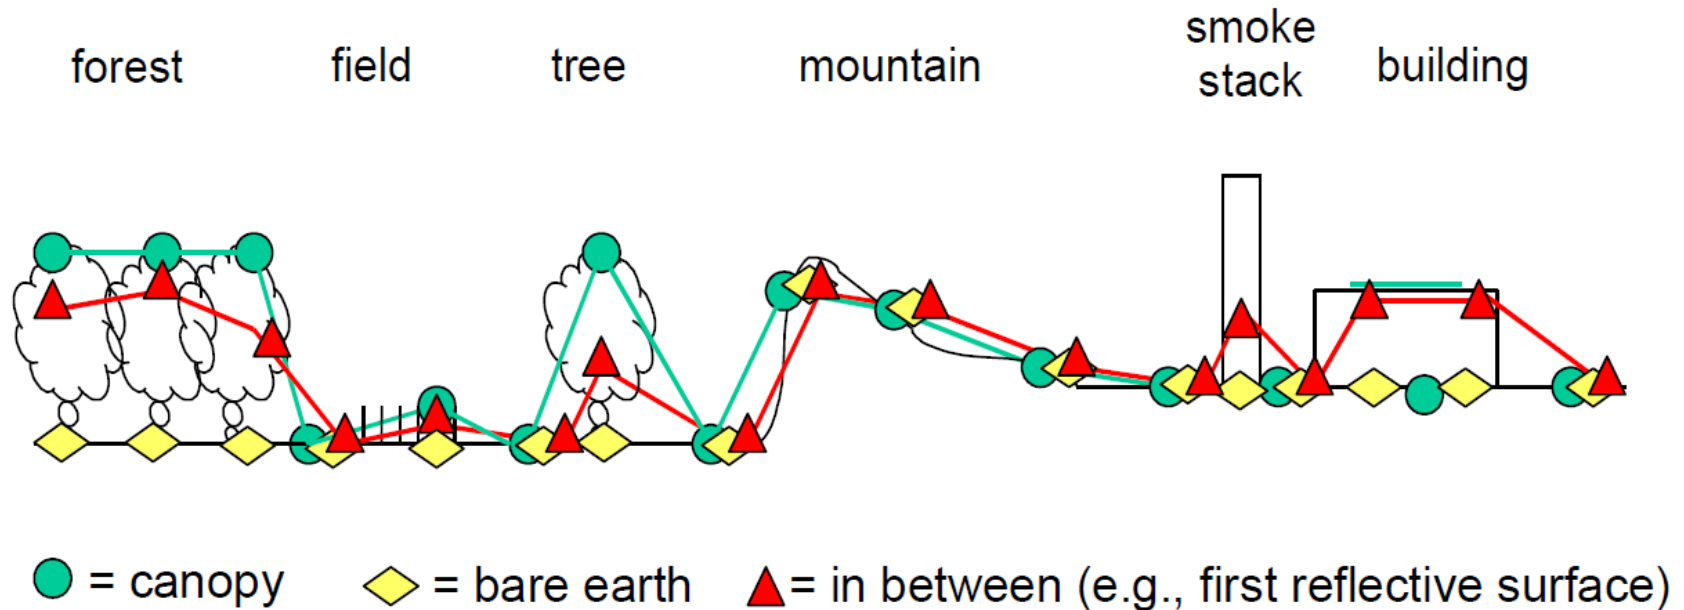 forest field tree mountain smoke stack building
= canopy = bare earth = in between (e.g., first reflective surface)